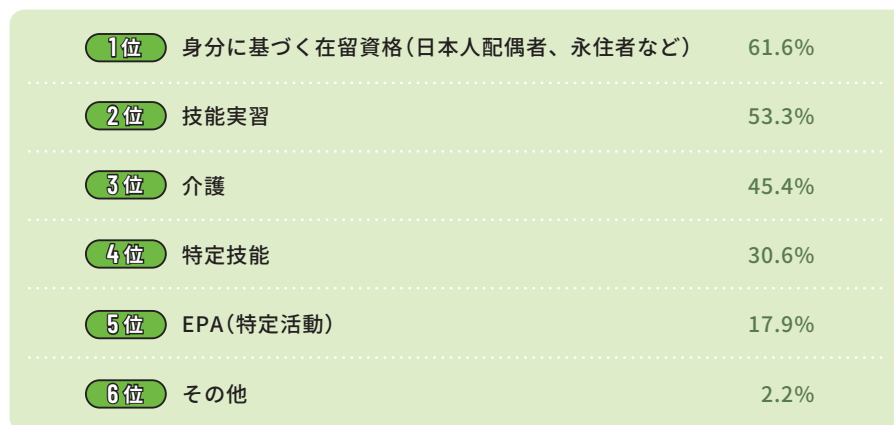 1位 身分に基づく在留資格(日本人配偶者、永住者など) 61.6%
2位 技能実習 53.3%
3位 介護 45.4%
4位 特定技能 30.6%
5位 EPA(特定活動) 17.9%
6位 その他 2.2%